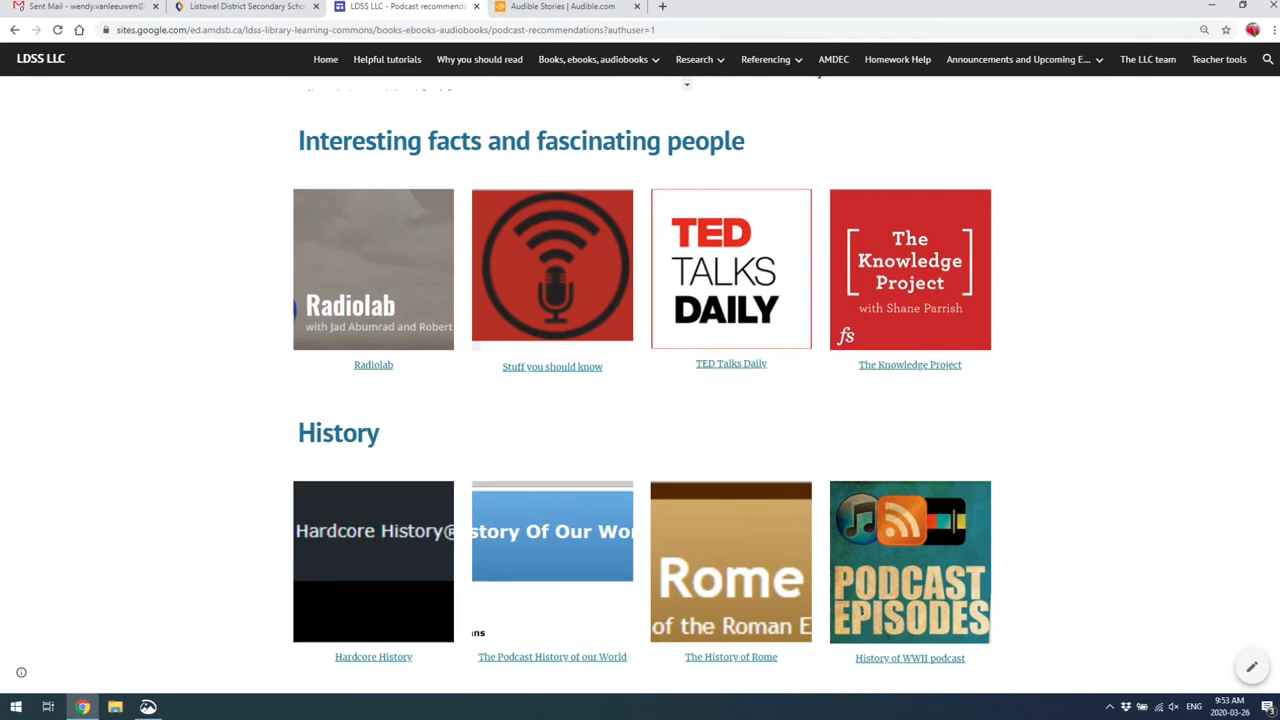 Sent Mail - wendy.vanleeuwen@
Listowel District Secondary Scho
LDSS LLC - Podcast recommenda
Audible Stories | Audible.com
sites.google.com/ed.amdsb.ca/ldss-library-learning-commons/books-ebooks-audiobooks/podcast-recommendations?authuser=1
LDSS LLC
Home
Helpful tutorials
Why you should read
Books, ebooks, audiobooks
Research
Referencing
AMDEC
Homework Help
Announcements and Upcoming E...
The LLC team
Teacher tools
Interesting facts and fascinating people
Radiolab
with Jad Abumrad and Robert
TED
TALKS
DAILY
The
Knowledge
Project
with Shane Parrish
fs
Radiolab
Stuff you should know
TED Talks Daily
The Knowledge Project
History
Hardcore History®
story Of Our Wo
ans
Rome
of the Roman E
PODCAST
EPISODES
Hardcore History
The Podcast History of our World
The History of Rome
History of WWII podcast
ENG
9:53 AM
2020-03-26
3